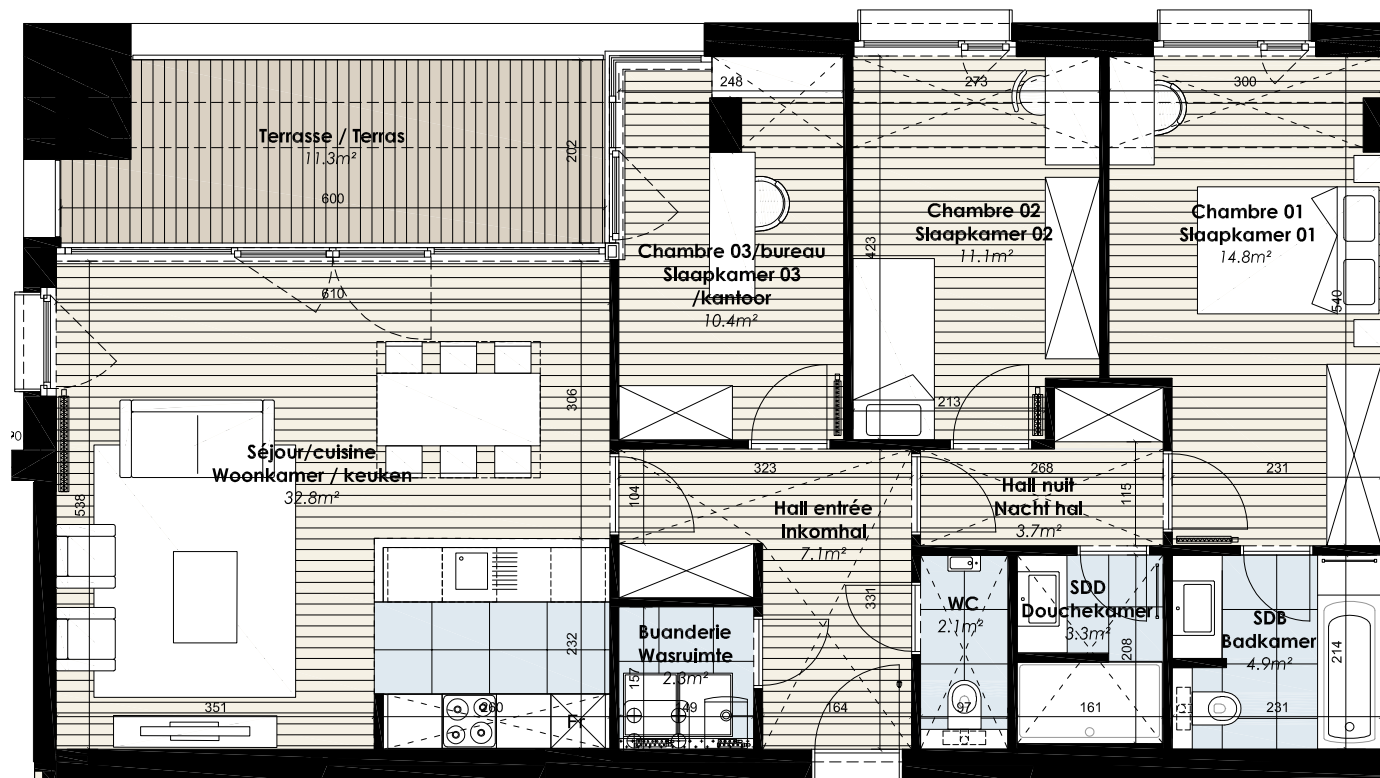 Terrasse / Terras
11.3m²
600
202
248
273
300
Chambre 03/bureau
Slaapkamer 03
/kantoor
10.4m²
Chambre 02
Slaapkamer 02
11.1m²
423
213
Chambre 01
Slaapkamer 01
14.8m²
540
610
306
Séjour/cuisine
Woonkamer / keuken
32.8m²
538
351
232
260
323
104
Hall entrée
Inkomhal
7.1m²
331
164
268
Hall nuit
Nacht hal
3.7m²
115
231
Buanderie
Wasruimte
2.3m²
157
WC
2.1m²
97
SDD
Douchekamer
3.3m²
208
161
SDB
Badkamer
4.9m²
214
231